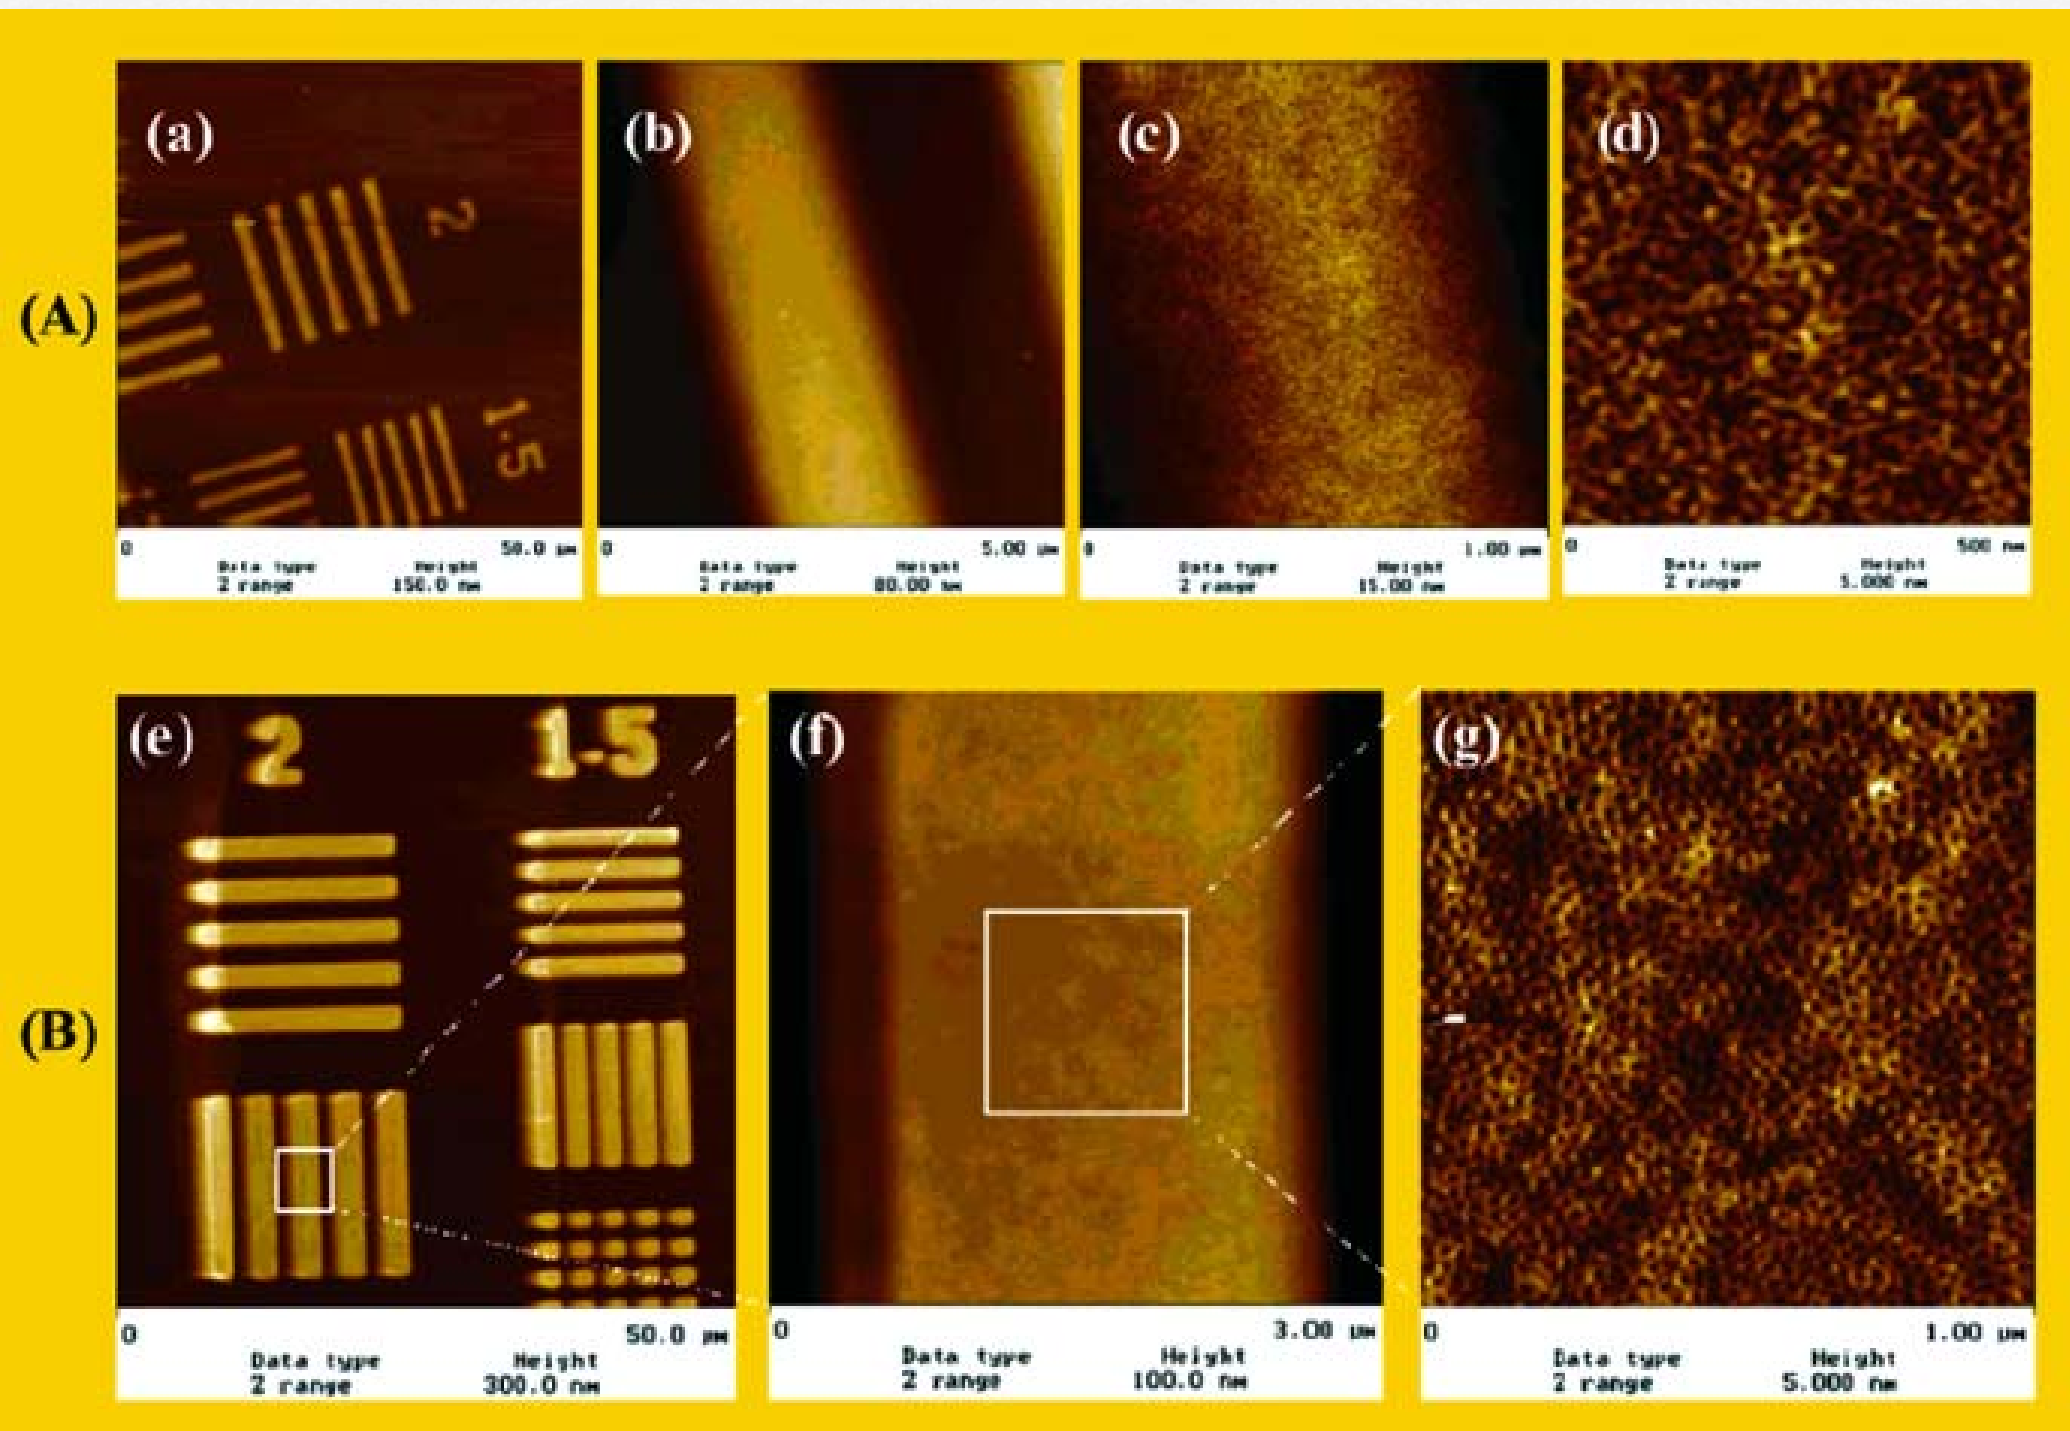 (A)
(a)
2
1.5
0 50.0 µm
Data type Height
Z range 150.0 nm
(b)
0 5.00 µm
Data type Height
Z range 80.00 nm
(c)
0 1.00 µm
Data type Height
Z range 15.00 nm
(d)
0 500 nm
Data type Height
Z range 5.000 nm
(B)
(e)
2
1-5
0 50.0 µm
Data type Height
Z range 300.0 nm
(f)
0 3.00 µm
Data type Height
Z range 100.0 nm
(g)
0 1.00 µm
Data type Height
Z range 5.000 nm